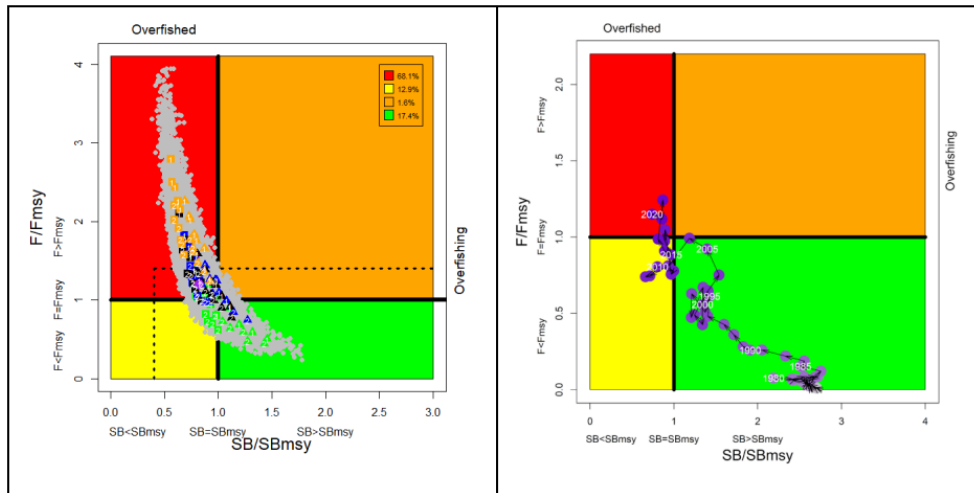 Overfished
68.1%
12.9%
1.6%
17.4%
F/Fmsy
4
3
2
1
0
F>Fmsy
F=Fmsy
F<Fmsy
Overfishing
0.0 0.5 1.0 1.5 2.0 2.5 3.0
SB<SBmsy SB=SBmsy SB>SBmsy
SB/SBmsy
Overfished
F/Fmsy
2.0
1.5
1.0
0.5
0.0
F>Fmsy
F=Fmsy
F<Fmsy
2020
2005
2015
2010
1995
2000
1990
1985
1950
Overfishing
0 1 2 3 4
SB<SBmsy SB=SBmsy SB>SBmsy
SB/SBmsy